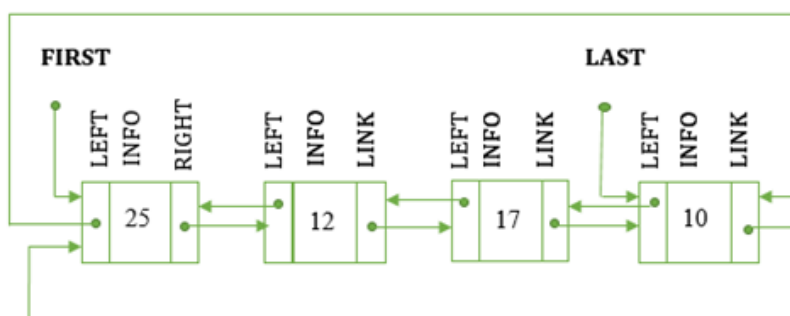 FIRST LAST
LEFT INFO RIGHT LEFT INFO LINK LEFT INFO LINK LEFT INFO LINK
25 12 17 10